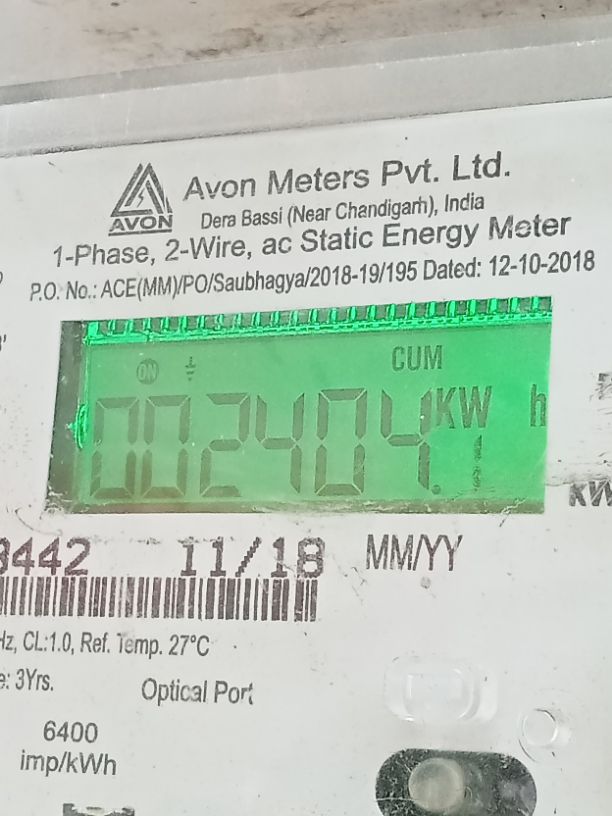 AVON
Avon Meters Pvt. Ltd.
Dera Bassi (Near Chandigarh), India
1-Phase, 2-Wire, ac Static Energy Meter
P.O. No.: ACE(MM)/PO/Saubhagya/2018-19/195 Dated: 12-10-2018
ON CUM
002404.1 KW h
3442 11/18 MM/YY
Hz, CL:1.0, Ref. Temp. 27°C
e: 3Yrs. Optical Port
6400
imp/kWh